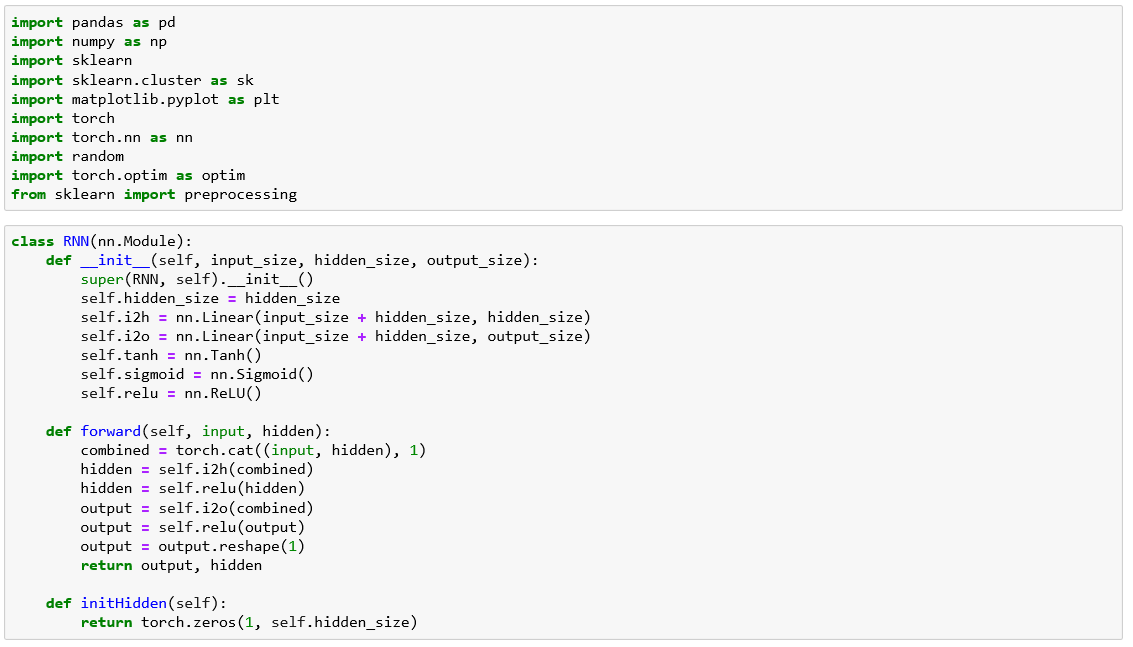 import pandas as pd
import numpy as np
import sklearn
import sklearn.cluster as sk
import matplotlib.pyplot as plt
import torch
import torch.nn as nn
import random
import torch.optim as optim
from sklearn import preprocessing
class RNN(nn.Module):
    def __init__(self, input_size, hidden_size, output_size):
        super(RNN, self).__init__()
        self.hidden_size = hidden_size
        self.i2h = nn.Linear(input_size + hidden_size, hidden_size)
        self.i2o = nn.Linear(input_size + hidden_size, output_size)
        self.tanh = nn.Tanh()
        self.sigmoid = nn.Sigmoid()
        self.relu = nn.ReLU()
    def forward(self, input, hidden):
        combined = torch.cat((input, hidden), 1)
        hidden = self.i2h(combined)
        hidden = self.relu(hidden)
        output = self.i2o(combined)
        output = self.relu(output)
        output = output.reshape(1)
        return output, hidden
    def initHidden(self):
        return torch.zeros(1, self.hidden_size)